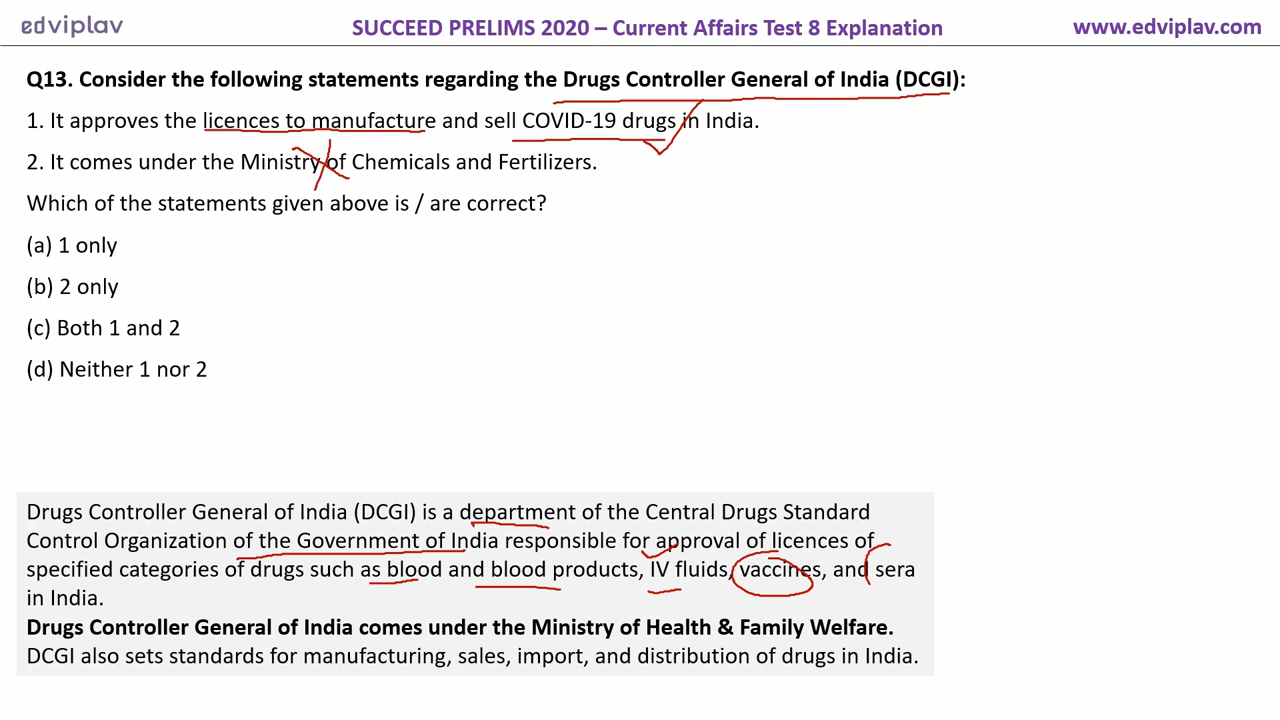 edviplav
SUCCEED PRELIMS 2020 – Current Affairs Test 8 Explanation
www.edviplav.com
Q13. Consider the following statements regarding the Drugs Controller General of India (DCGI):
1. It approves the licences to manufacture and sell COVID-19 drugs in India.
2. It comes under the Ministry of Chemicals and Fertilizers.
Which of the statements given above is / are correct?
(a) 1 only
(b) 2 only
(c) Both 1 and 2
(d) Neither 1 nor 2
Drugs Controller General of India (DCGI) is a department of the Central Drugs Standard
Control Organization of the Government of India responsible for approval of licences of
specified categories of drugs such as blood and blood products, IV fluids, vaccines, and sera
in India.
Drugs Controller General of India comes under the Ministry of Health & Family Welfare.
DCGI also sets standards for manufacturing, sales, import, and distribution of drugs in India.